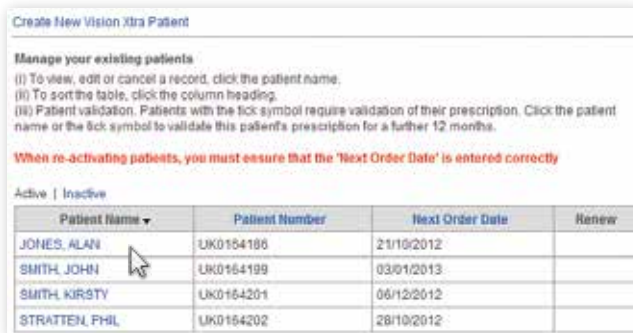 Create New Vision Xtra Patient
Manage your existing patients
(i) To view, edit or cancel a record, click the patient name.
(ii) To sort the table, click the column heading.
(iii) Patient validation. Patients with the tick symbol require validation of their prescription. Click the patient
name or the tick symbol to validate this patient's prescription for a further 12 months.
When re-activating patients, you must ensure that the 'Next Order Date' is entered correctly
Active | Inactive
Patient Name Patient Number Next Order Date Renew
JONES, ALAN UK0164186 21/10/2012
SMITH, JOHN UK0164199 03/01/2013
SMITH, KIRSTY UK0164201 06/12/2012
STRATTEN, PHIL UK0164202 28/10/2012